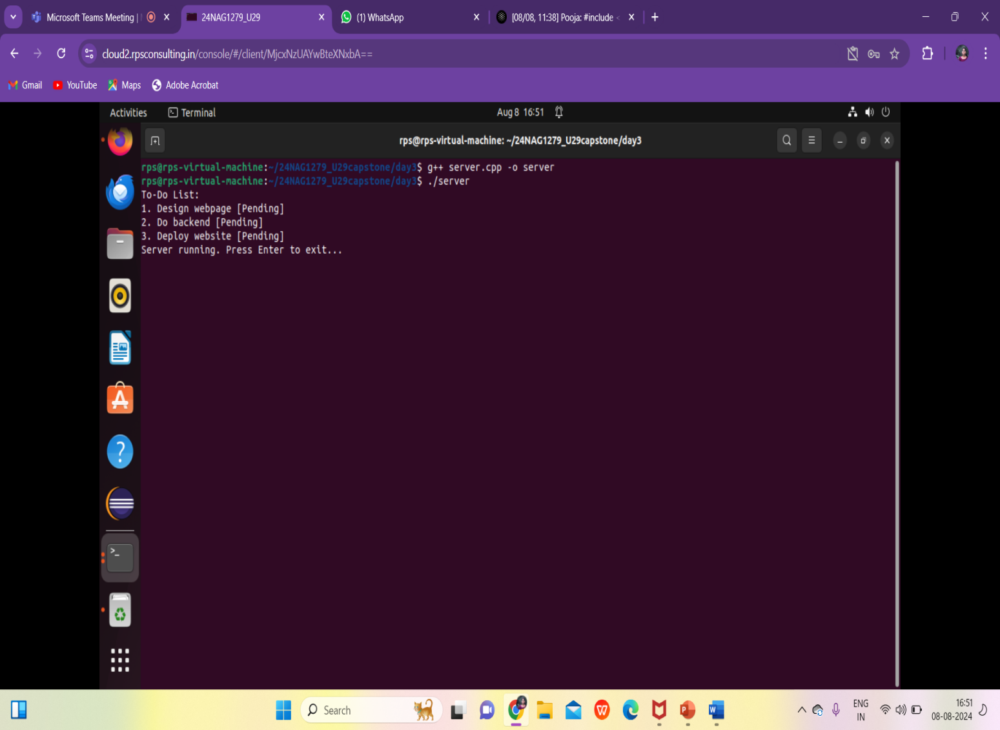 Microsoft Teams Meeting |
24NAG1279_U29
(1) WhatsApp
[08/08, 11:38] Pooja: #include <
cloud2.rpsconsulting.in/console/#/client/MjcxNzUAYwBteXNxbA==
Gmail
YouTube
Maps
Adobe Acrobat
Activities
Terminal
Aug 8 16:51
rps@rps-virtual-machine: ~/24NAG1279_U29capstone/day3
rps@rps-virtual-machine:~/24NAG1279_U29capstone/day3$ g++ server.cpp -o server
rps@rps-virtual-machine:~/24NAG1279_U29capstone/day3$ ./server
To-Do List:
1. Design webpage [Pending]
2. Do backend [Pending]
3. Deploy website [Pending]
Server running. Press Enter to exit...
Search
ENG
IN
16:51
08-08-2024